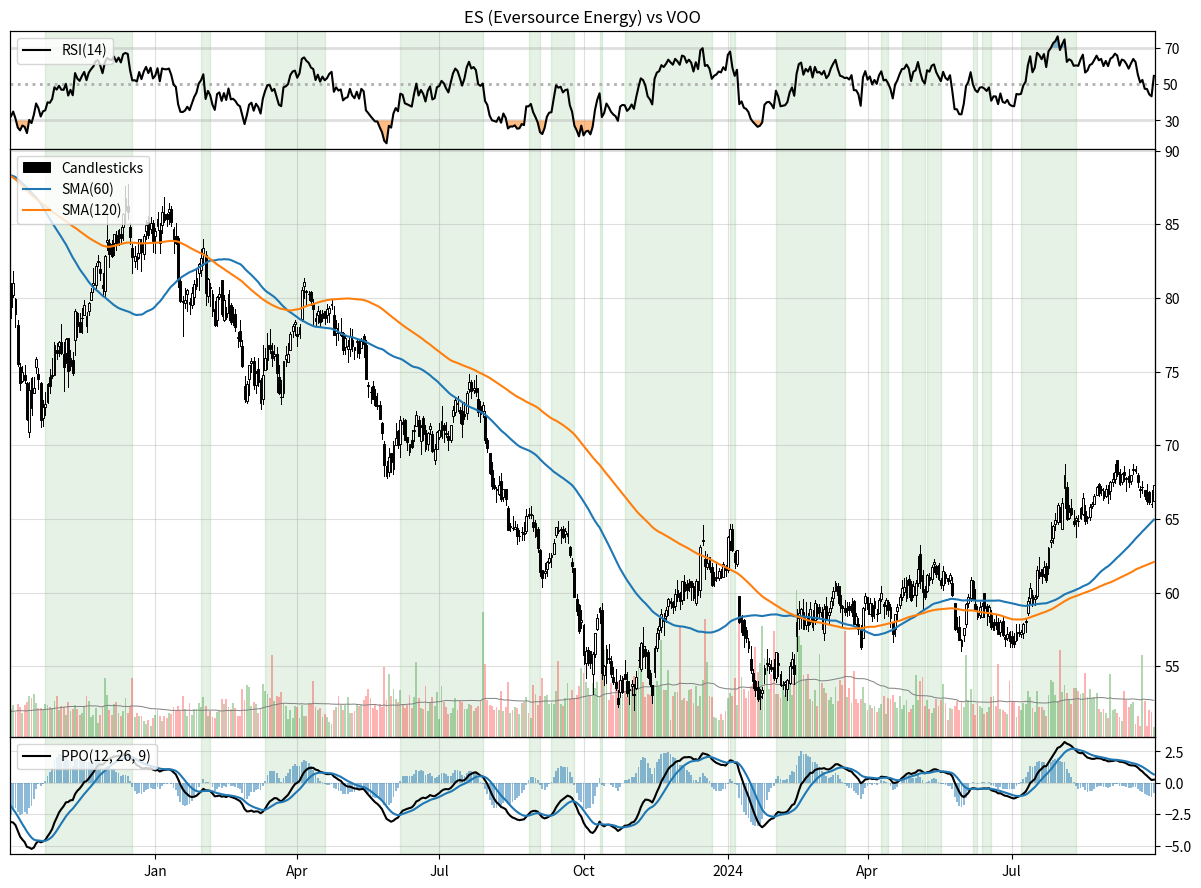 ES (Eversource Energy) vs VOO
RSI(14)
70
50
30
90
Candlesticks
SMA(60)
SMA(120)
85
80
75
70
65
60
55
PPO(12, 26, 9)
2.5
0.0
−2.5
−5.0
Jan Apr Jul Oct 2024 Apr Jul